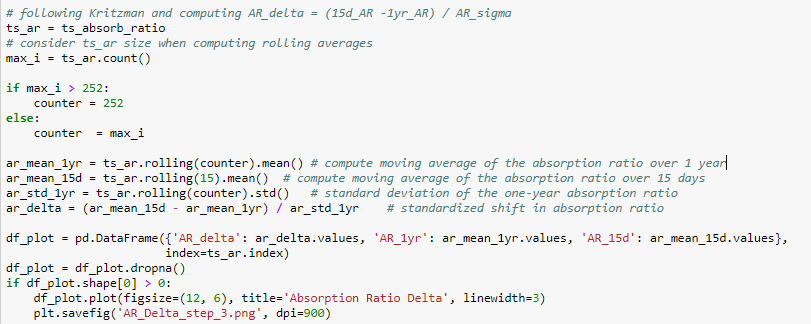 # following Kritzman and computing AR_delta = (15d_AR -1yr_AR) / AR_sigma
ts_ar = ts_absorb_ratio
# consider ts_ar size when computing rolling averages
max_i = ts_ar.count()

if max_i > 252:
    counter = 252
else:
    counter  = max_i

ar_mean_1yr = ts_ar.rolling(counter).mean() # compute moving average of the absorption ratio over 1 year
ar_mean_15d = ts_ar.rolling(15).mean()  # compute moving average of the absorption ratio over 15 days
ar_std_1yr = ts_ar.rolling(counter).std()   # standard deviation of the one-year absorption ratio
ar_delta = (ar_mean_15d - ar_mean_1yr) / ar_std_1yr    # standardized shift in absorption ratio

df_plot = pd.DataFrame({'AR_delta': ar_delta.values, 'AR_1yr': ar_mean_1yr.values, 'AR_15d': ar_mean_15d.values},
                       index=ts_ar.index)
df_plot = df_plot.dropna()
if df_plot.shape[0] > 0:
    df_plot.plot(figsize=(12, 6), title='Absorption Ratio Delta', linewidth=3)
    plt.savefig('AR_Delta_step_3.png', dpi=900)